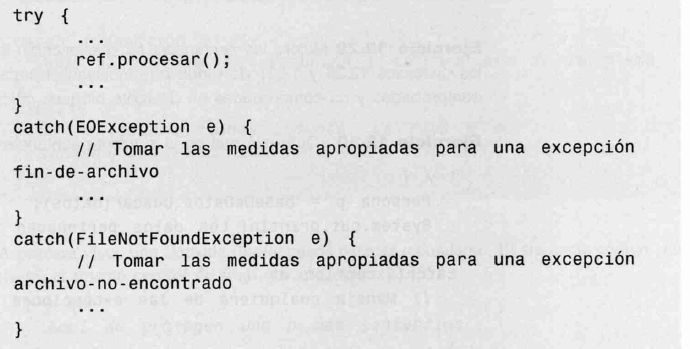 try {
...
ref.procesar();
...
}
catch(EOException e) {
// Tomar las medidas apropiadas para una excepción
fin-de-archivo
...
}
catch(FileNotFoundException e) {
// Tomar las medidas apropiadas para una excepción
archivo-no-encontrado
...
}